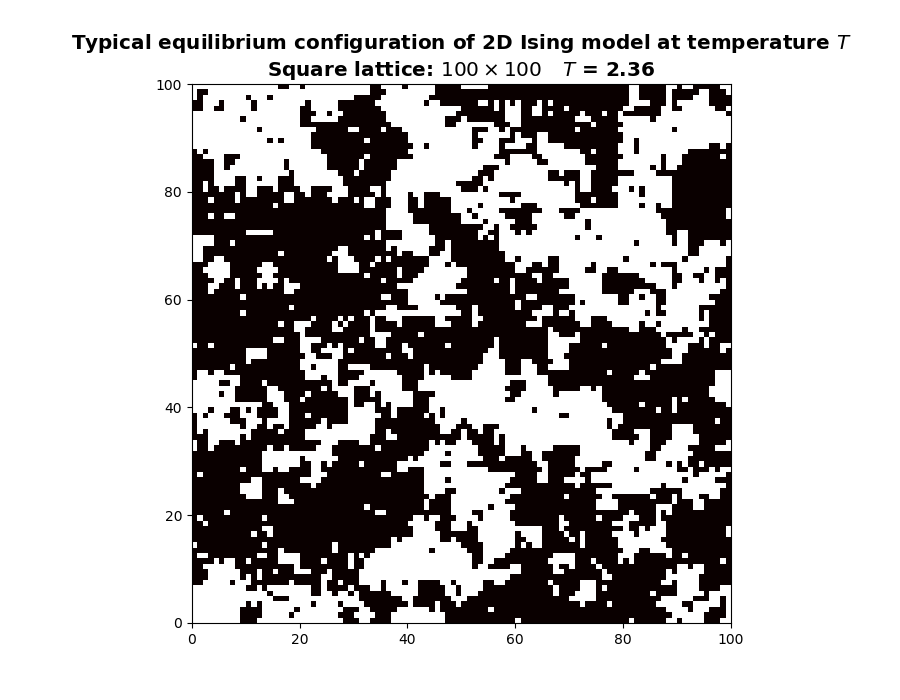 Typical equilibrium configuration of 2D Ising model at temperature T
Square lattice: 100 × 100 T = 2.36
100
80
60
40
20
0
0 20 40 60 80 100